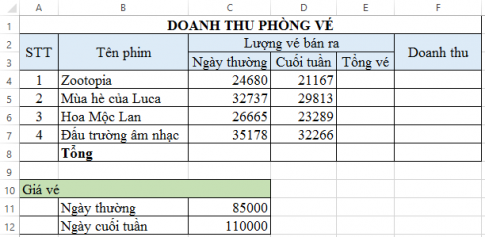 A B C D E F
1 DOANH THU PHÒNG VÉ
2 STT Tên phim Lượng vé bán ra Doanh thu
3 Ngày thường Cuối tuần Tổng vé
4 1 Zootopia 24680 21167
5 2 Mùa hè của Luca 32737 29813
6 3 Hoa Mộc Lan 26665 23289
7 4 Đấu trường âm nhạc 35178 32266
8 Tổng
9
10 Giá vé
11 Ngày thường 85000
12 Ngày cuối tuần 110000